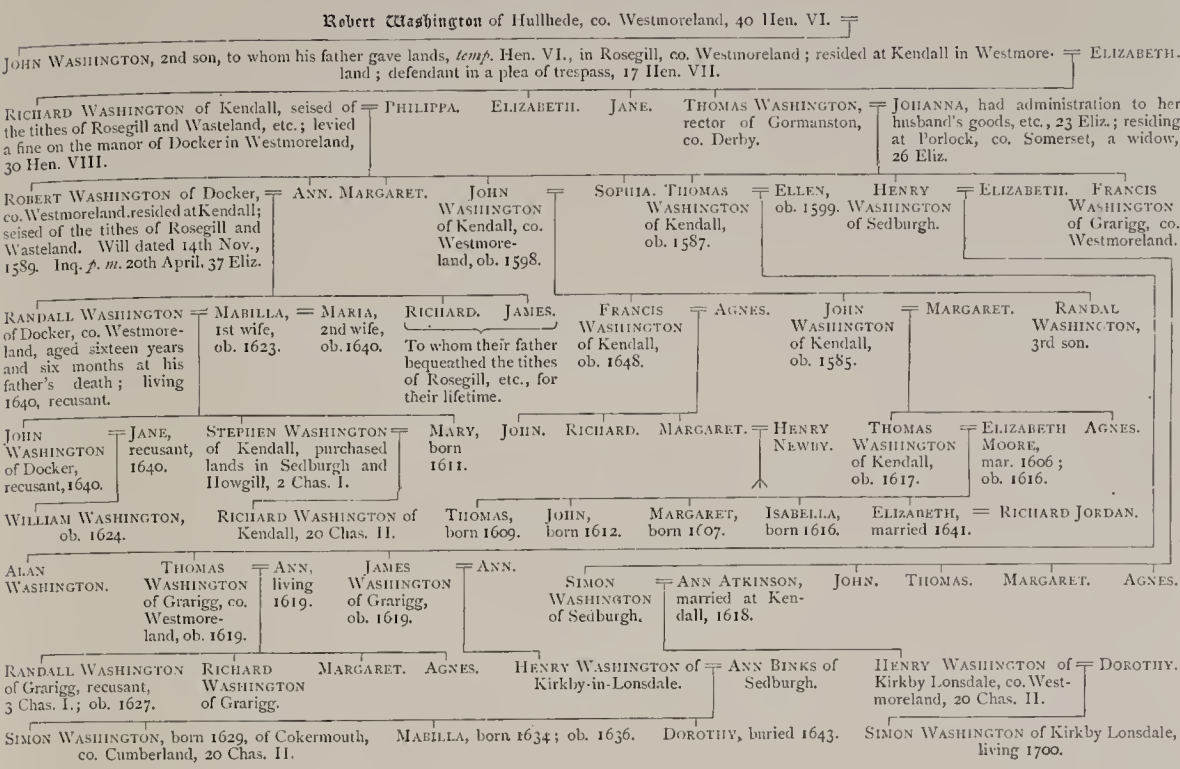 Robert Washington of Hullhede, co. Westmoreland, 40 Hen. VI.
JOHN WASHINGTON, 2nd son, to whom his father gave lands, temp. Hen. VI., in Rosegill, co. Westmoreland; resided at Kendall in Westmore-
land; defendant in a plea of trespass, 17 Hen. VII.
ELIZABETH.
RICHARD WASHINGTON of Kendall, seised of
the tithes of Rosegill and Wasteland, etc.; levied
a fine on the manor of Docker in Westmoreland,
30 Hen. VIII.
PHILIPPA.
ELIZABETH.
JANE.
THOMAS WASHINGTON,
rector of Gormanston,
co. Derby.
JOHANNA, had administration to her
husband's goods, etc., 23 Eliz.; residing
at Porlock, co. Somerset, a widow,
26 Eliz.
ROBERT WASHINGTON of Docker,
co. Westmoreland. resided at Kendall;
seised of the tithes of Rosegill and
Wasteland. Will dated 14th Nov.,
1589. Inq. p. m. 20th April. 37 Eliz.
ANN.
MARGARET.
JOHN
WASHINGTON
of Kendall, co.
Westmore-
land, ob. 1598.
SOPHIA.
THOMAS
WASHINGTON
of Kendall,
ob. 1587.
ELLEN,
ob. 1599.
HENRY
WASHINGTON
of Sedburgh.
ELIZABETH.
FRANCIS
WASHINGTON
of Grarigg, co.
Westmoreland.
RANDALL WASHINGTON
of Docker, co. Westmore-
land, aged sixteen years
and six months at his
father's death; living
1640, recusant.
MABILLA,
1st wife,
ob. 1623.
MARIA,
2nd wife,
ob. 1640.
RICHARD.
JAMES.
To whom their father
bequeathed the tithes
of Rosegill, etc., for
their lifetime.
FRANCIS
WASHINGTON
of Kendall,
ob. 1648.
AGNES.
JOHN
WASHINGTON
of Kendall,
ob. 1585.
MARGARET.
RANDAL
WASHINGTON,
3rd son.
JOHN
WASHINGTON
of Docker,
recusant, 1640.
JANE,
recusant,
1640.
STEPHEN WASHINGTON
of Kendall, purchased
lands in Sedburgh and
Howgill, 2 Chas. I.
MARY,
born
1611.
JOHN.
RICHARD.
MARGARET.
HENRY
NEWBY.
THOMAS
WASHINGTON
of Kendall,
ob. 1617.
ELIZABETH
MOORE,
mar. 1606;
ob. 1616.
AGNES.
WILLIAM WASHINGTON,
ob. 1624.
RICHARD WASHINGTON of
Kendall, 20 Chas. II.
THOMAS,
born 1609.
JOHN,
born 1612.
MARGARET,
born 1607.
ISABELLA,
born 1616.
ELIZABETH,
married 1641.
RICHARD JORDAN.
ALAN
WASHINGTON.
THOMAS
WASHINGTON
of Grarigg, co.
Westmore-
land, ob. 1619.
ANN,
living
1619.
JAMES
WASHINGTON
of Grarigg,
ob. 1619.
ANN.
SIMON
WASHINGTON
of Sedburgh.
ANN ATKINSON,
married at Ken-
dall, 1618.
JOHN.
THOMAS.
MARGARET.
AGNES.
RANDALL WASHINGTON
of Grarigg, recusant,
3 Chas. I.; ob. 1627.
RICHARD
WASHINGTON
of Grarigg.
MARGARET.
AGNES.
HENRY WASHINGTON of
Kirkby-in-Lonsdale.
ANN BINKS of
Sedburgh.
HENRY WASHINGTON of
Kirkby Lonsdale, co. West-
moreland, 20 Chas. II.
DOROTHY.
SIMON WASHINGTON, born 1629, of Cokermouth,
co. Cumberland, 20 Chas. II.
MABILLA, born 1634; ob. 1636.
DOROTHY, buried 1643.
SIMON WASHINGTON of Kirkby Lonsdale,
living 1700.